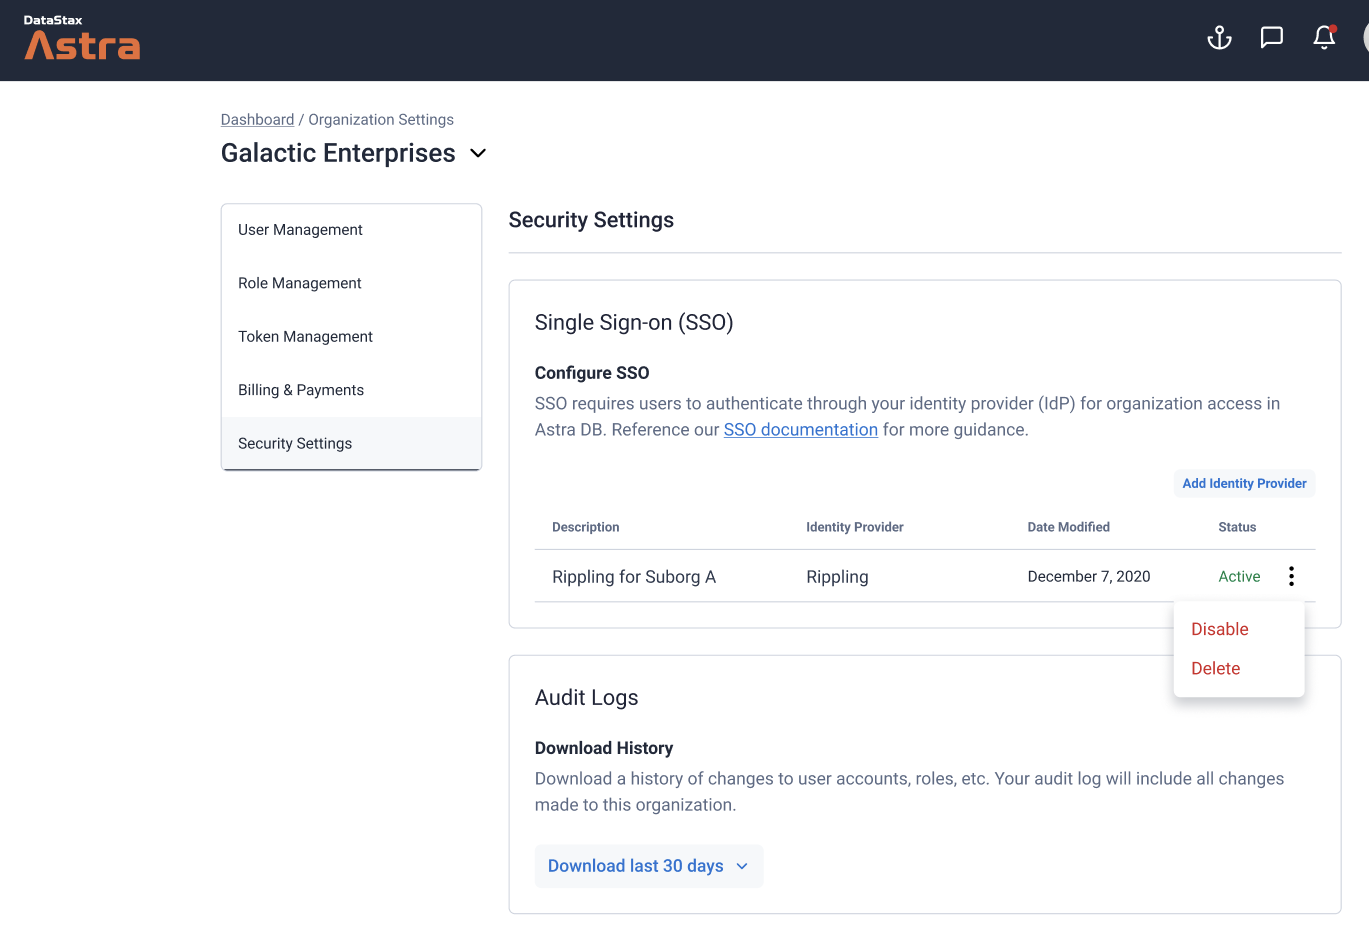 DataStax
Astra
Dashboard / Organization Settings
Galactic Enterprises
User Management
Role Management
Token Management
Billing & Payments
Security Settings
Security Settings
Single Sign-on (SSO)
Configure SSO
SSO requires users to authenticate through your identity provider (IdP) for organization access in
Astra DB. Reference our SSO documentation for more guidance.
Add Identity Provider
Description Identity Provider Date Modified Status
Rippling for Suborg A Rippling December 7, 2020 Active
Disable
Delete
Audit Logs
Download History
Download a history of changes to user accounts, roles, etc. Your audit log will include all changes
made to this organization.
Download last 30 days